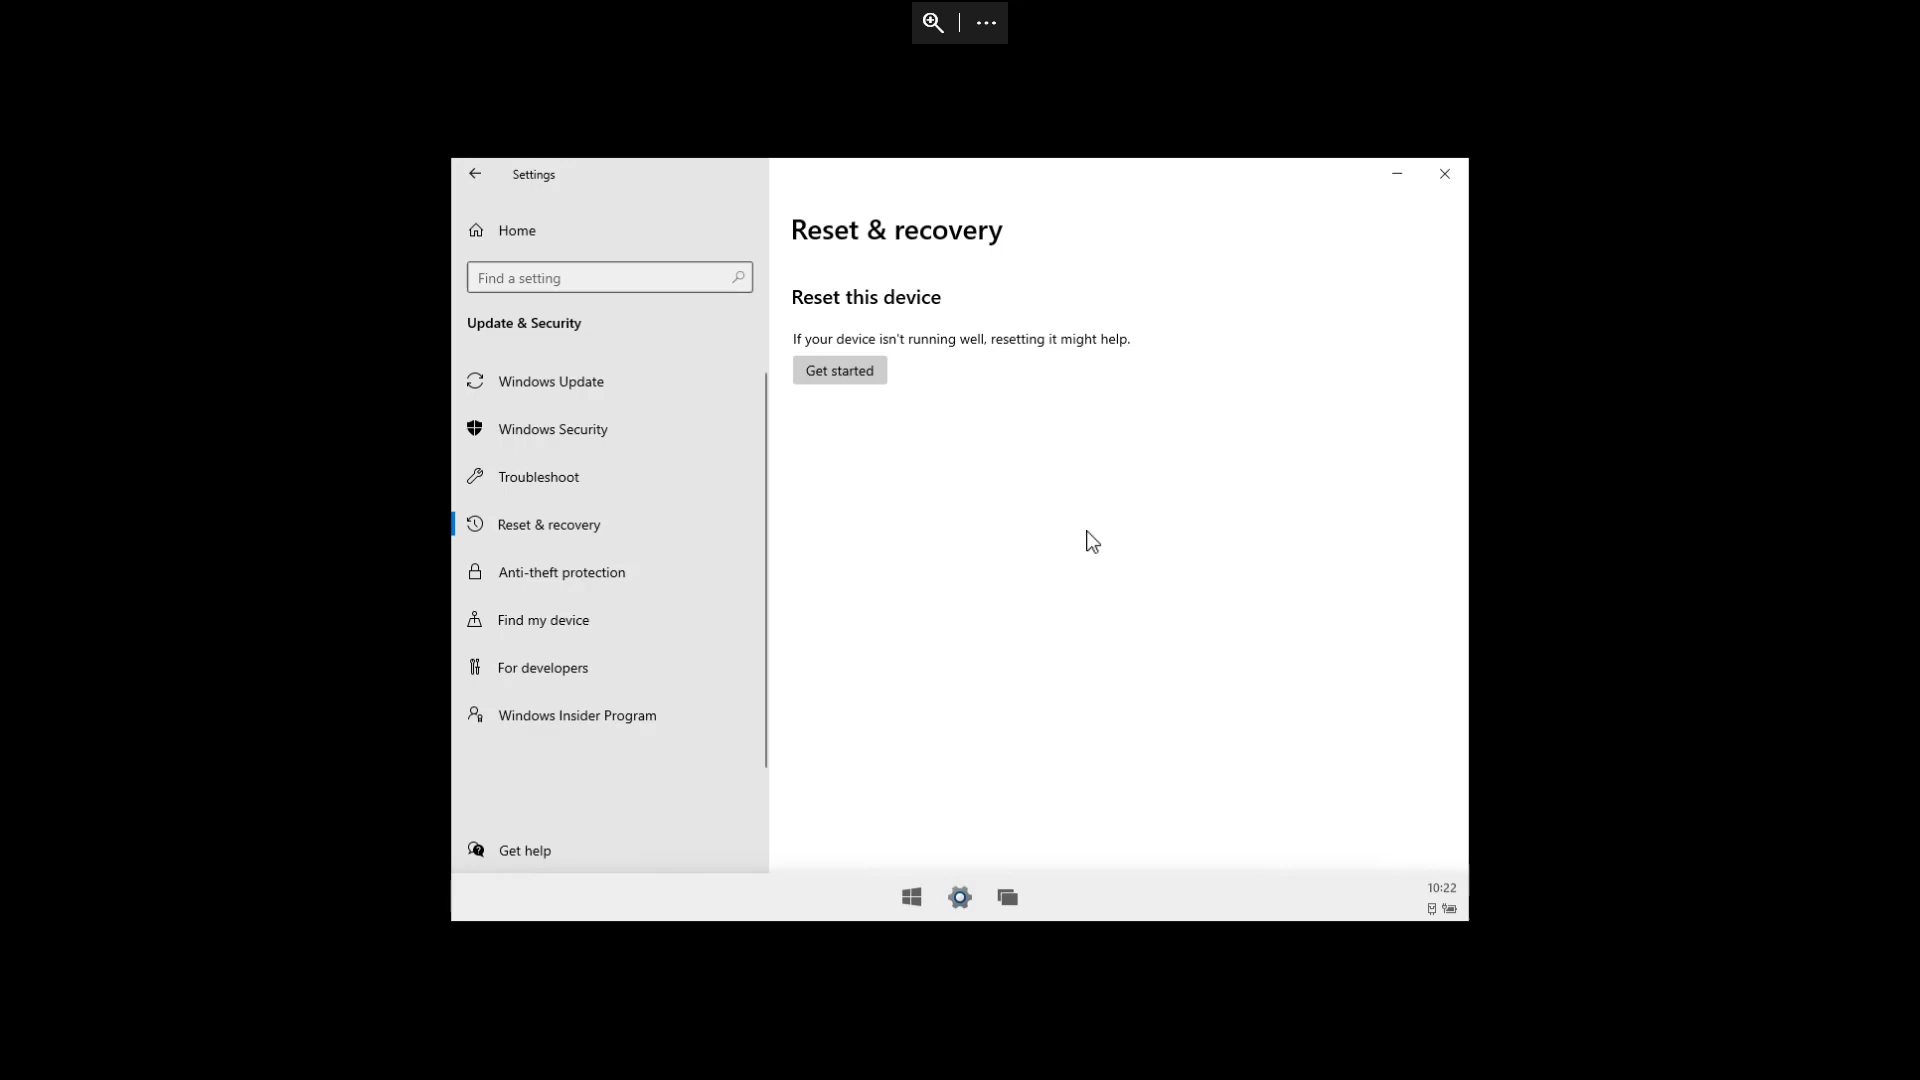 Settings
Home
Find a setting
Update & Security
Windows Update
Windows Security
Troubleshoot
Reset & recovery
Anti-theft protection
Find my device
For developers
Windows Insider Program
Get help
Reset & recovery
Reset this device
If your device isn't running well, resetting it might help.
Get started
10:22